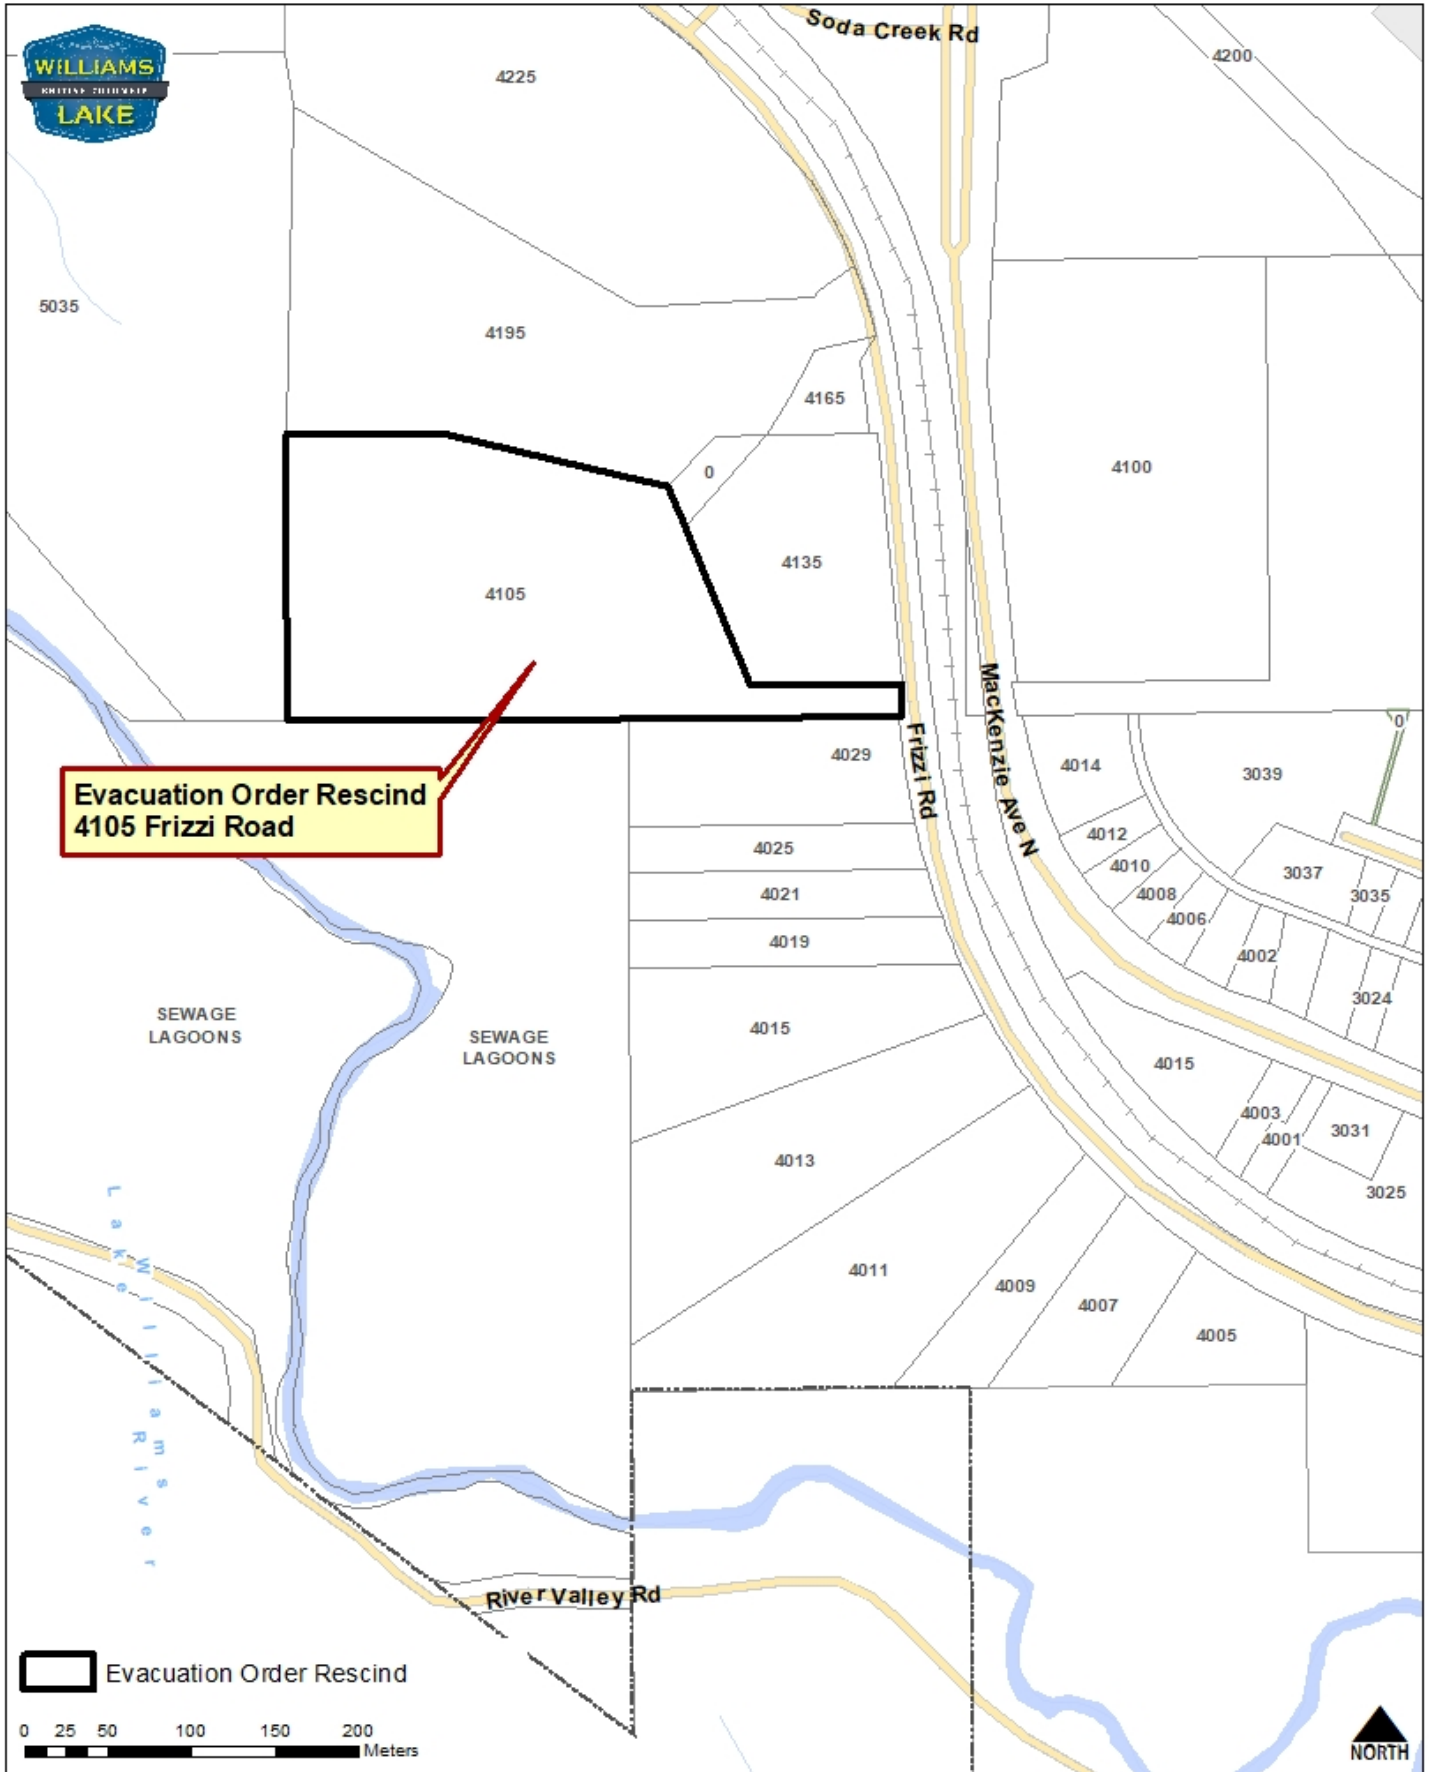 WILLIAMS
BRITISH COLUMBIA
LAKE
Soda Creek Rd
4200
4225
5035
4195
4165
4100
0
4135
4105
MacKenzie Ave N
Frizzi Rd
0
4029
4014
3039
Evacuation Order Rescind
4105 Frizzi Road
4012
4025
4010
3037
4021
4008
3035
4006
4019
4002
3024
SEWAGE
LAGOONS
SEWAGE
LAGOONS
4015
4015
4003
4001
3031
4013
3025
Williams
Lake
River
4011
4009
4007
4005
River Valley Rd
Evacuation Order Rescind
0 25 50 100 150 200
Meters
NORTH